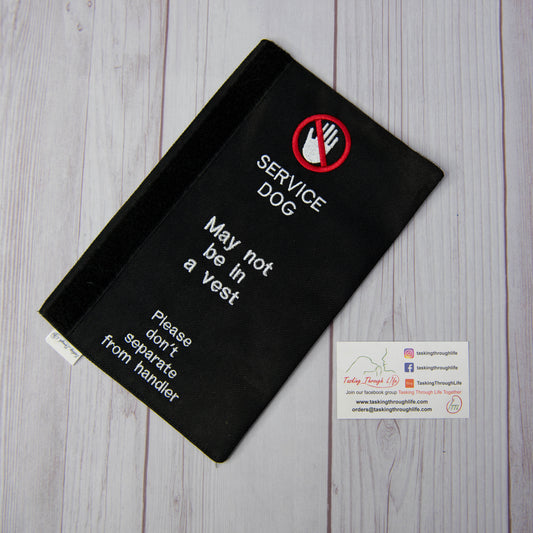 SERVICE
DOG
May not
be in
a vest
Please
don't
separate
from handler
Tasking Through Life
taskingthroughlife
taskingthroughlife
TaskingThroughLife
Join our facebook group Tasking Through Life Together
www.taskingthroughlife.com
orders@taskingthroughlife.com